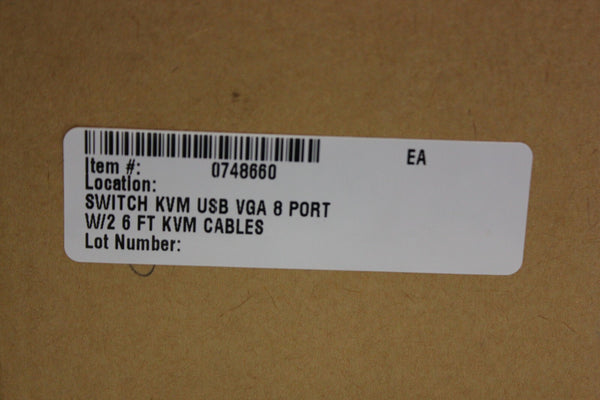 Item #: 0748660 EA
Location:
SWITCH KVM USB VGA 8 PORT
W/2 6 FT KVM CABLES
Lot Number: